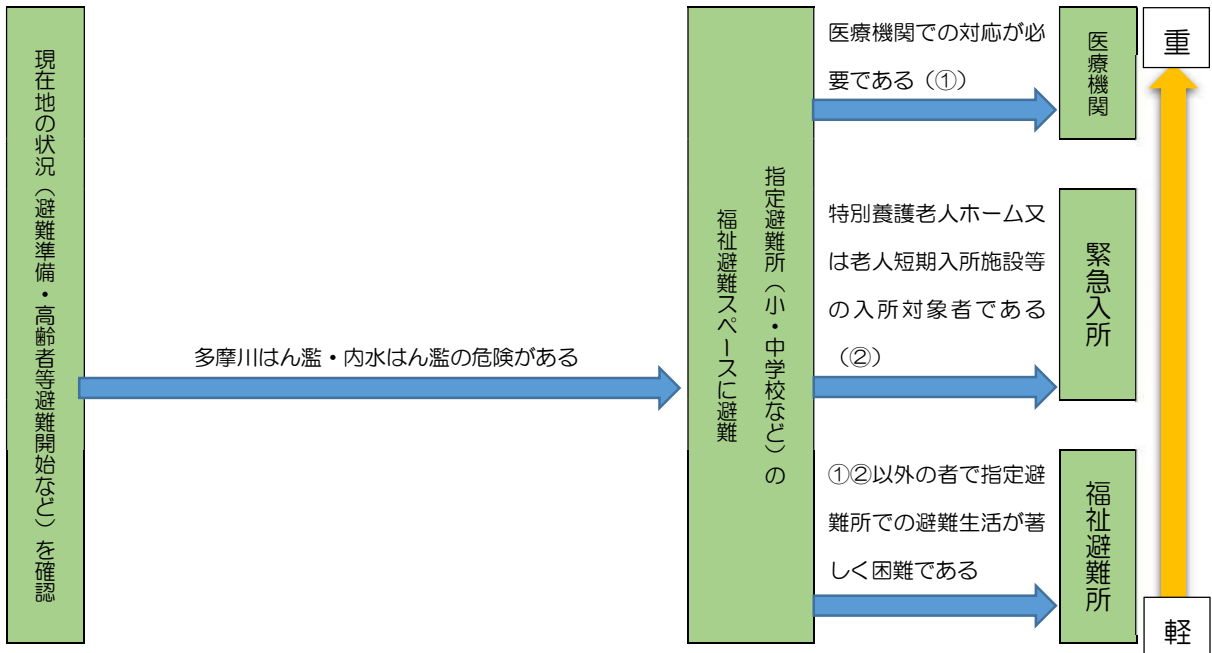 現在地の状況(避難準備・高齢者等避難開始など)を確認
多摩川はん濫・内水はん濫の危険がある
指定避難所(小・中学校など)の
福祉避難スペースに避難
医療機関での対応が必
要である(①)
医療機関
特別養護老人ホーム又
は老人短期入所施設等
の入所対象者である
(②)
緊急入所
①②以外の者で指定避
難所での避難生活が著
しく困難である
福祉避難所
重
軽